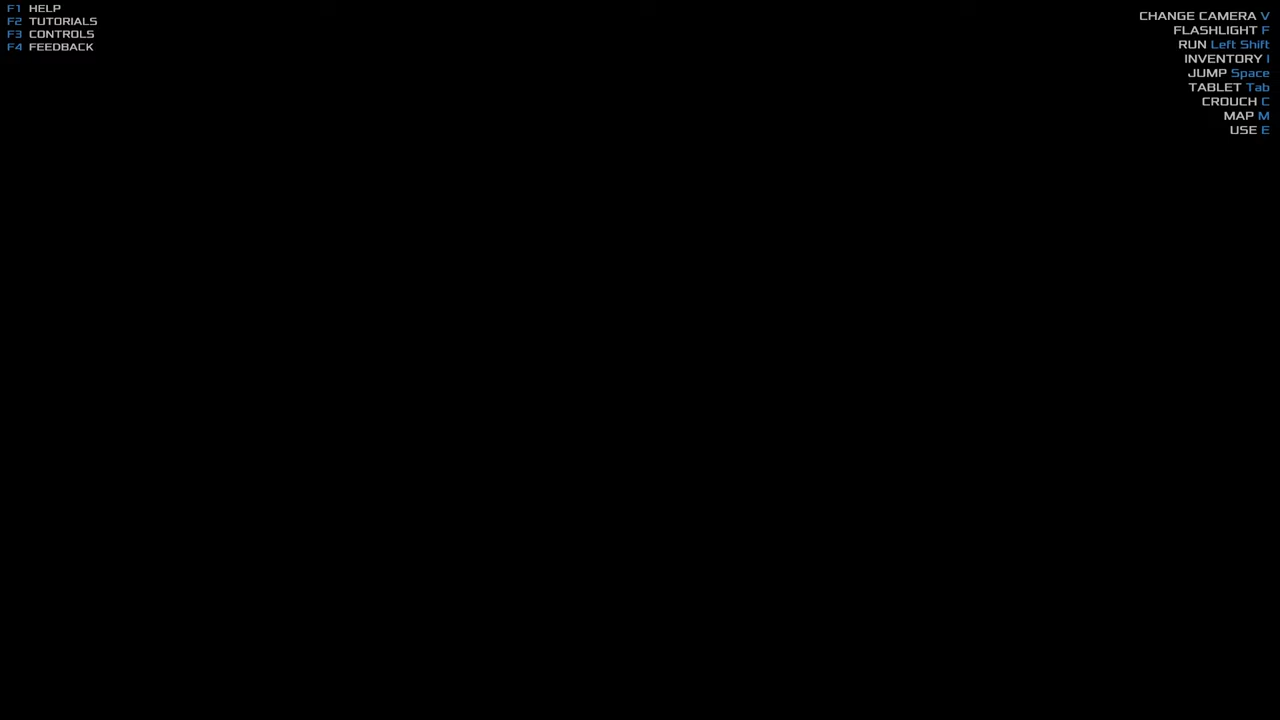 F1 HELP
F2 TUTORIALS
F3 CONTROLS
F4 FEEDBACK
CHANGE CAMERA V
FLASHLIGHT F
RUN Left Shift
INVENTORY I
JUMP Space
TABLET Tab
CROUCH C
MAP M
USE E